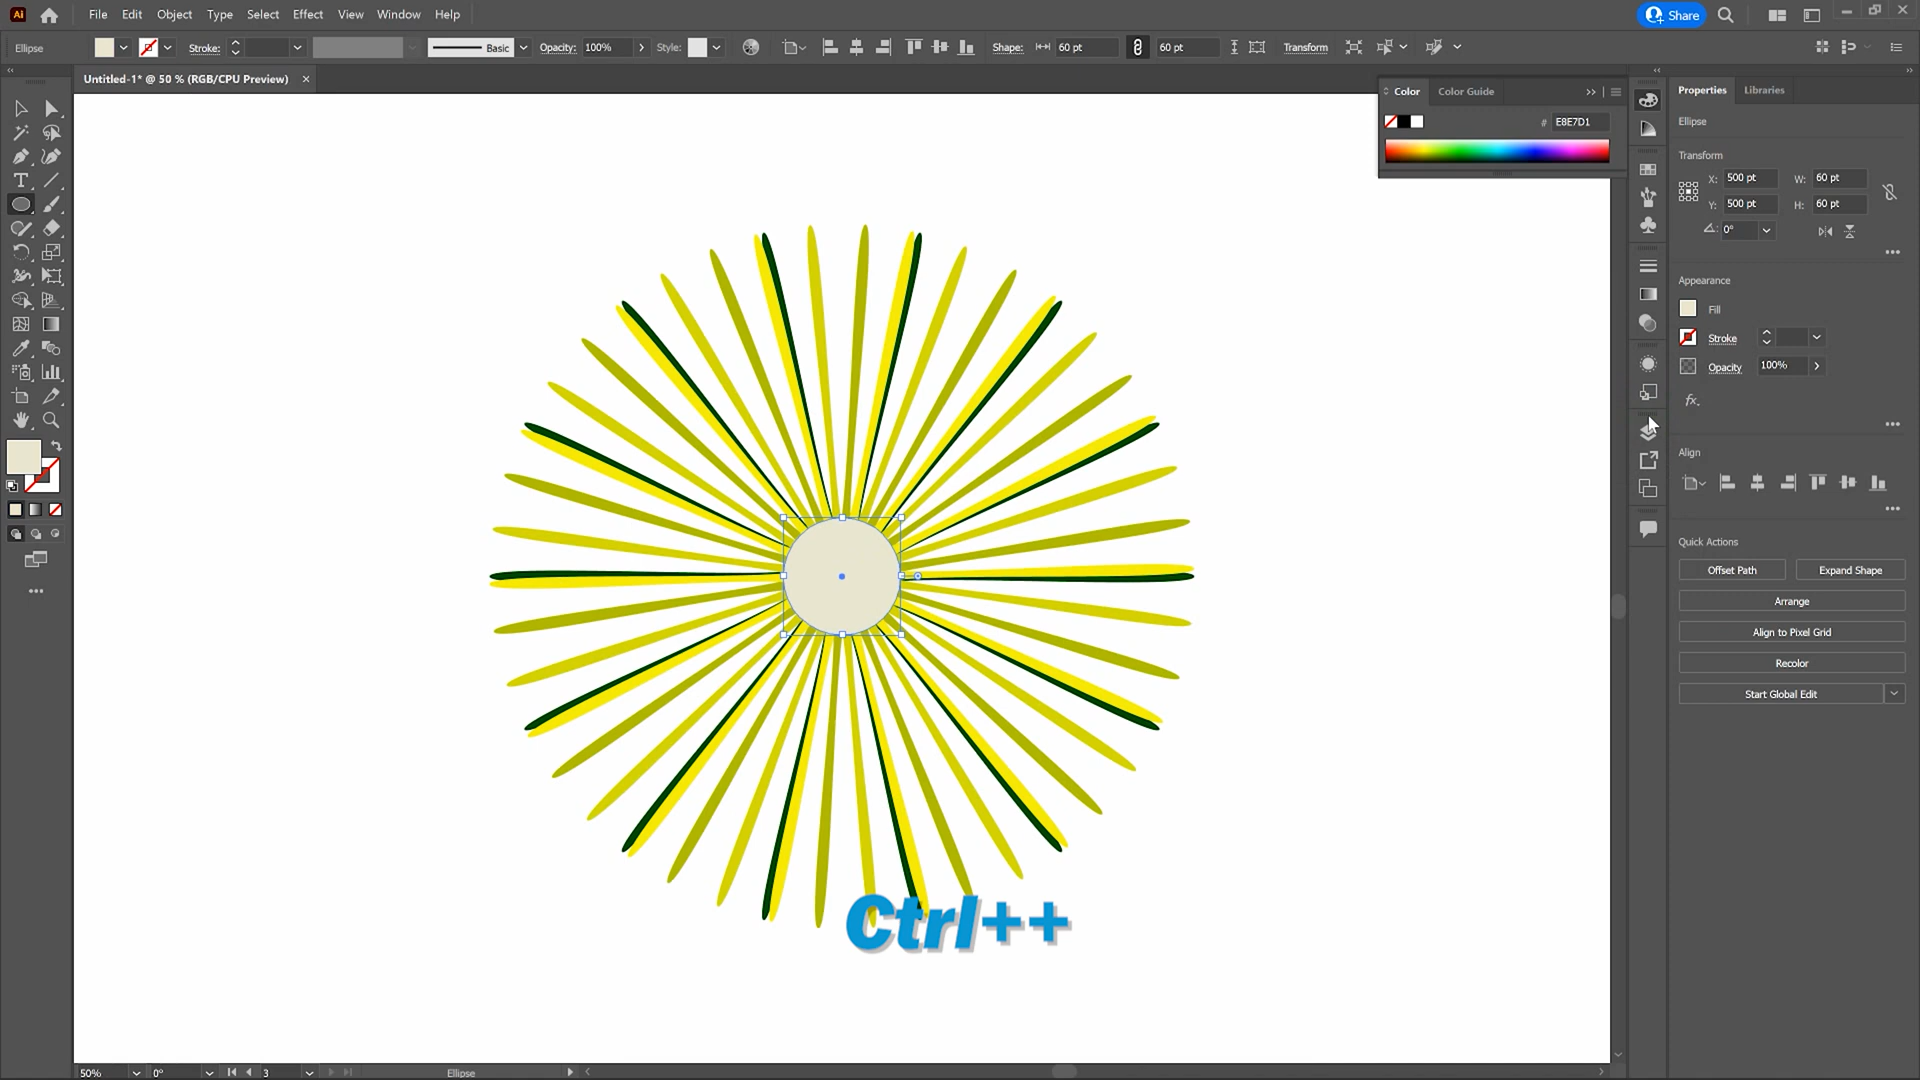 Ai File Edit Object Type Select Effect View Window Help Share
Ellipse Stroke: Basic Opacity: 100% Style: Shape: 60 pt 60 pt Transform
Untitled-1* @ 50 % (RGB/CPU Preview)
Color Color Guide
# E8E7D1
Properties Libraries
Ellipse
Transform
X: 500 pt W: 60 pt
Y: 500 pt H: 60 pt
0°
Appearance
Fill
Stroke
Opacity 100%
fx.
Align
Quick Actions
Offset Path Expand Shape
Arrange
Align to Pixel Grid
Recolor
Start Global Edit
Ctrl++
50% 0° 3 Ellipse